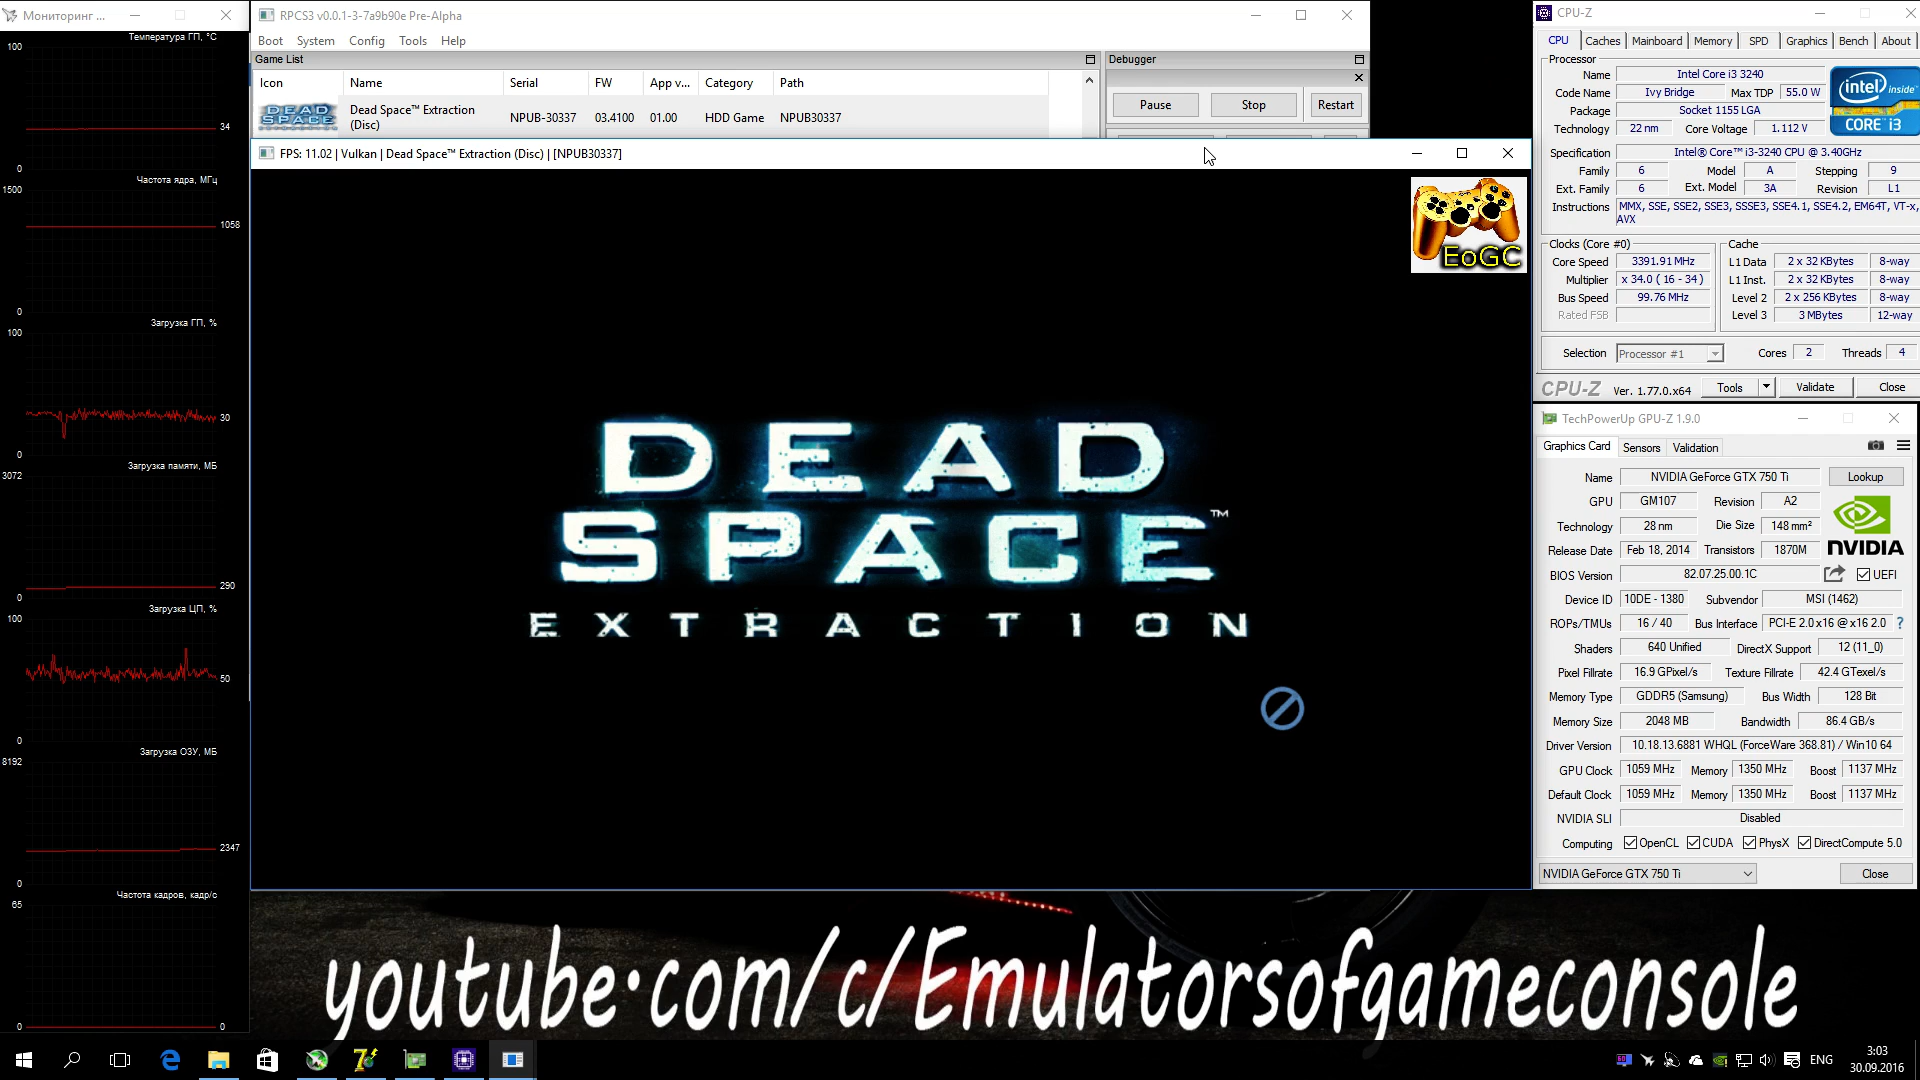 Мониторинг ...
Температура ГП, °C
100
34
0
Частота ядра, МГц
1500
1058
0
Загрузка ГП, %
100
30
0
Загрузка памяти, МБ
3072
290
0
Загрузка ЦП, %
100
50
0
Загрузка ОЗУ, МБ
8192
2347
0
Частота кадров, кадр/с
65
0
0
RPCS3 v0.0.1-3-7a9b90e Pre-Alpha
Boot System Config Tools Help
Game List
Icon Name Serial FW App v... Category Path
DEAD SPACE
Dead Space™ Extraction (Disc) NPUB-30337 03.4100 01.00 HDD Game NPUB30337
Debugger
Pause Stop Restart
FPS: 11.02 | Vulkan | Dead Space™ Extraction (Disc) | [NPUB30337]
EoGC
DEAD
SPACE™
EXTRACTION
CPU-Z
CPU Caches Mainboard Memory SPD Graphics Bench About
Processor
Name Intel Core i3 3240
Code Name Ivy Bridge Max TDP 55.0 W
Package Socket 1155 LGA
Technology 22 nm Core Voltage 1.112 V
intel inside™
CORE i3
Specification Intel® Core™ i3-3240 CPU @ 3.40GHz
Family 6 Model A Stepping 9
Ext. Family 6 Ext. Model 3A Revision L1
Instructions MMX, SSE, SSE2, SSE3, SSSE3, SSE4.1, SSE4.2, EM64T, VT-x,
AVX
Clocks (Core #0)
Core Speed 3391.91 MHz
Multiplier x 34.0 ( 16 - 34 )
Bus Speed 99.76 MHz
Rated FSB
Cache
L1 Data 2 x 32 KBytes 8-way
L1 Inst. 2 x 32 KBytes 8-way
Level 2 2 x 256 KBytes 8-way
Level 3 3 MBytes 12-way
Selection Processor #1 Cores 2 Threads 4
CPU-Z Ver. 1.77.0.x64 Tools Validate Close
TechPowerUp GPU-Z 1.9.0
Graphics Card Sensors Validation
Name NVIDIA GeForce GTX 750 Ti Lookup
GPU GM107 Revision A2
Technology 28 nm Die Size 148 mm²
Release Date Feb 18, 2014 Transistors 1870M
NVIDIA
BIOS Version 82.07.25.00.1C UEFI
Device ID 10DE - 1380 Subvendor MSI (1462)
ROPs/TMUs 16 / 40 Bus Interface PCI-E 2.0 x16 @ x16 2.0 ?
Shaders 640 Unified DirectX Support 12 (11_0)
Pixel Fillrate 16.9 GPixel/s Texture Fillrate 42.4 GTexel/s
Memory Type GDDR5 (Samsung) Bus Width 128 Bit
Memory Size 2048 MB Bandwidth 86.4 GB/s
Driver Version 10.18.13.6881 WHQL (ForceWare 368.81) / Win10 64
GPU Clock 1059 MHz Memory 1350 MHz Boost 1137 MHz
Default Clock 1059 MHz Memory 1350 MHz Boost 1137 MHz
NVIDIA SLI Disabled
Computing OpenCL CUDA PhysX DirectCompute 5.0
NVIDIA GeForce GTX 750 Ti Close
youtube.com/c/Emulatorsofgameconsole
ENG
3:03
30.09.2016